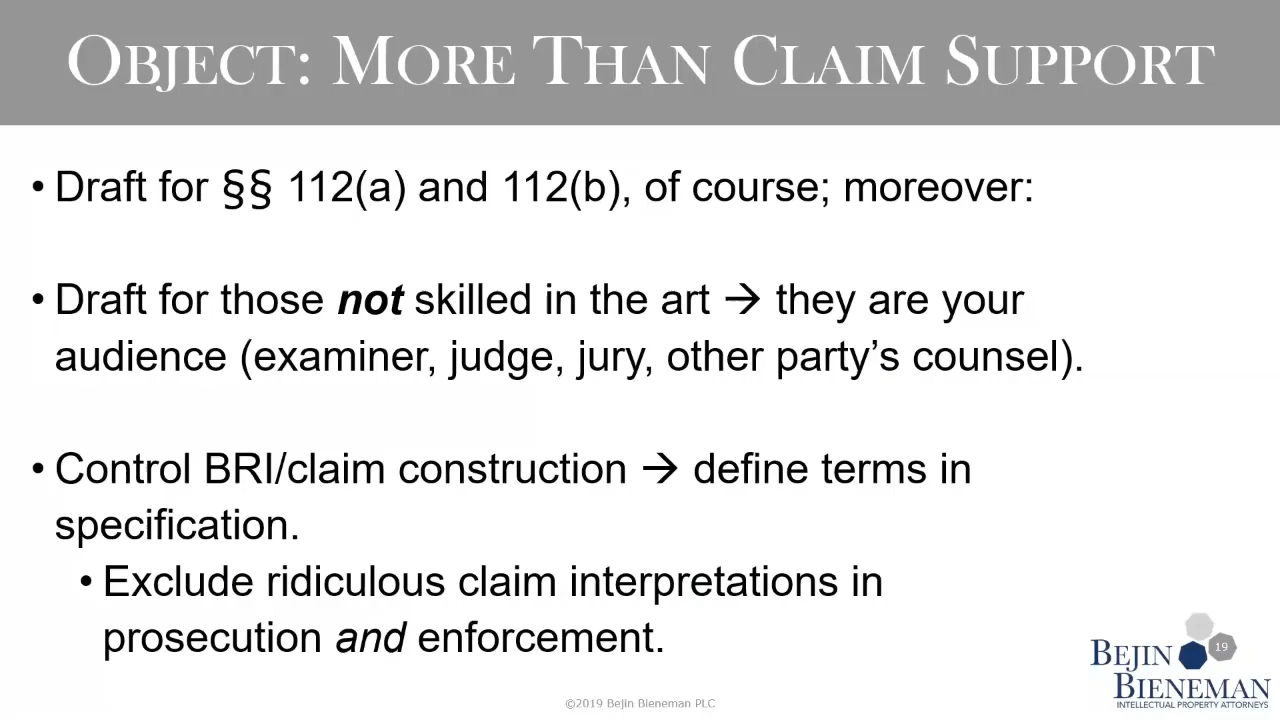 OBJECT: MORE THAN CLAIM SUPPORT
• Draft for §§ 112(a) and 112(b), of course; moreover:
• Draft for those not skilled in the art → they are your
audience (examiner, judge, jury, other party’s counsel).
• Control BRI/claim construction → define terms in
specification.
• Exclude ridiculous claim interpretations in
prosecution and enforcement.
19
BEJIN
BIENEMAN
INTELLECTUAL PROPERTY ATTORNEYS
©2019 Bejin Bieneman PLC